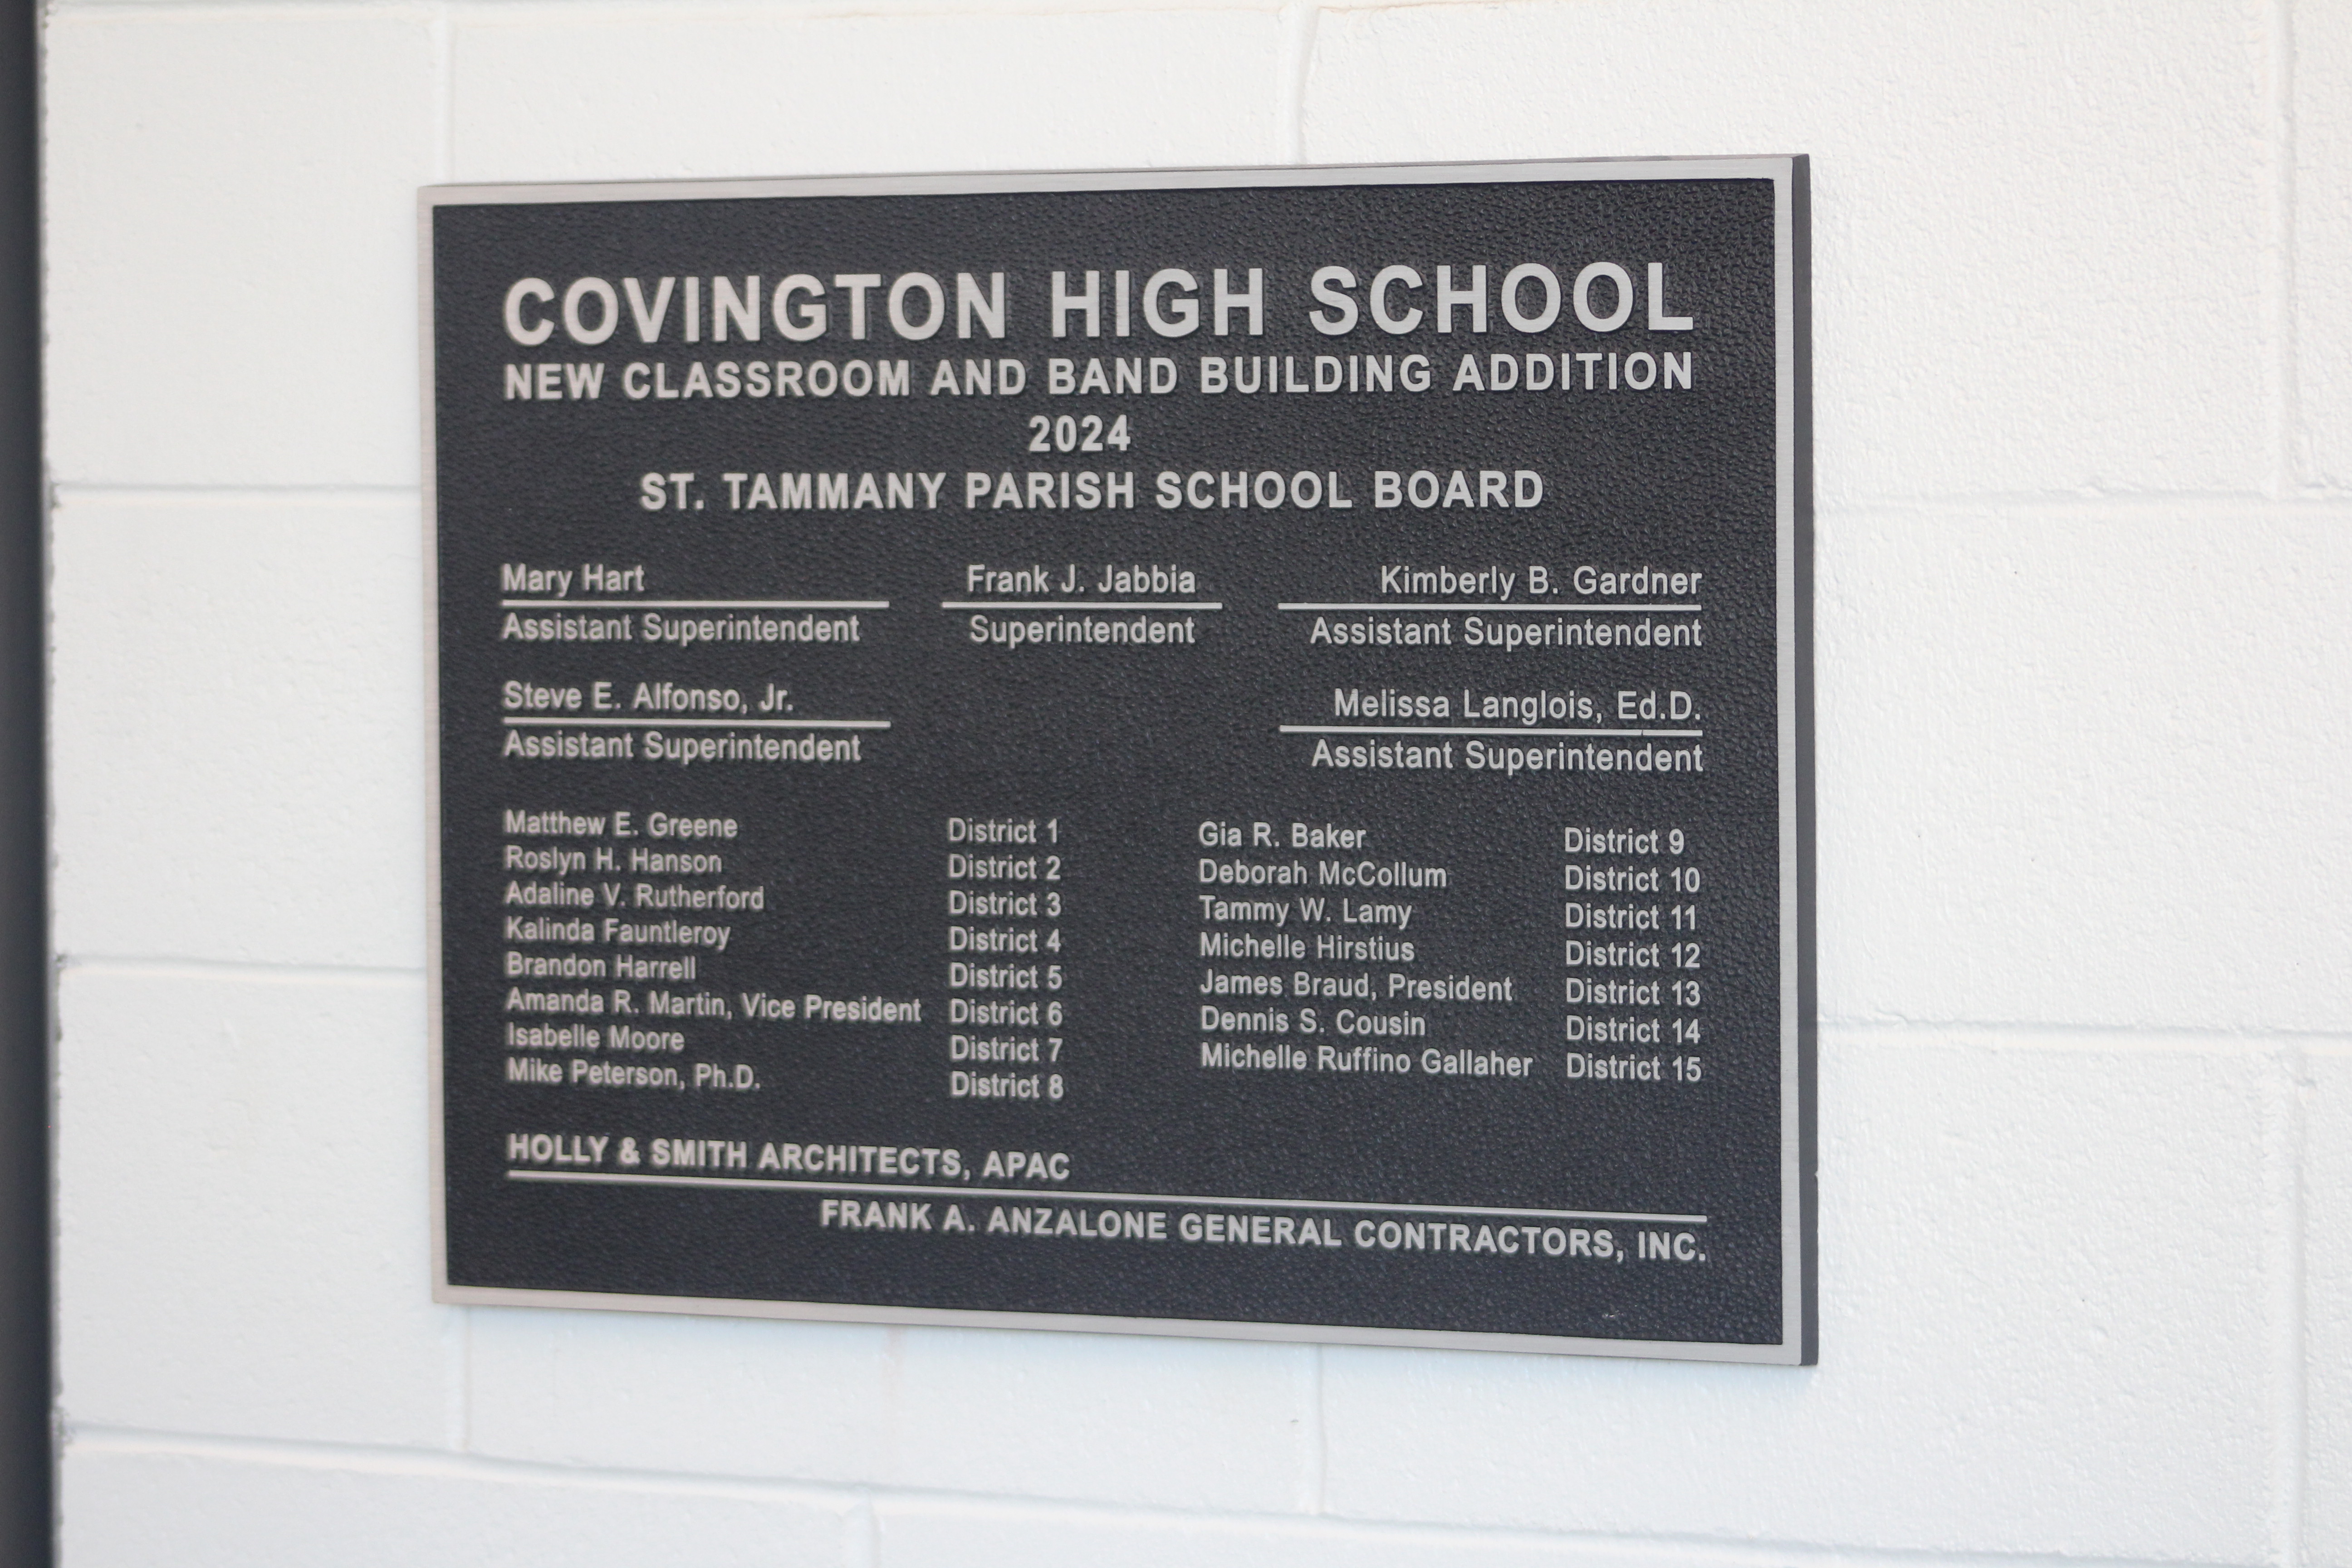 COVINGTON HIGH SCHOOL
NEW CLASSROOM AND BAND BUILDING ADDITION
2024
ST. TAMMANY PARISH SCHOOL BOARD
Mary Hart Frank J. Jabbia Kimberly B. Gardner
Assistant Superintendent Superintendent Assistant Superintendent
Steve E. Alfonso, Jr. Melissa Langlois, Ed.D.
Assistant Superintendent Assistant Superintendent
Matthew E. Greene District 1 Gia R. Baker District 9
Roslyn H. Hanson District 2 Deborah McCollum District 10
Adaline V. Rutherford District 3 Tammy W. Lamy District 11
Kalinda Fauntleroy District 4 Michelle Hirstius District 12
Brandon Harrell District 5 James Braud, President District 13
Amanda R. Martin, Vice President District 6 Dennis S. Cousin District 14
Isabelle Moore District 7 Michelle Ruffino Gallaher District 15
Mike Peterson, Ph.D. District 8
HOLLY & SMITH ARCHITECTS, APAC
FRANK A. ANZALONE GENERAL CONTRACTORS, INC.